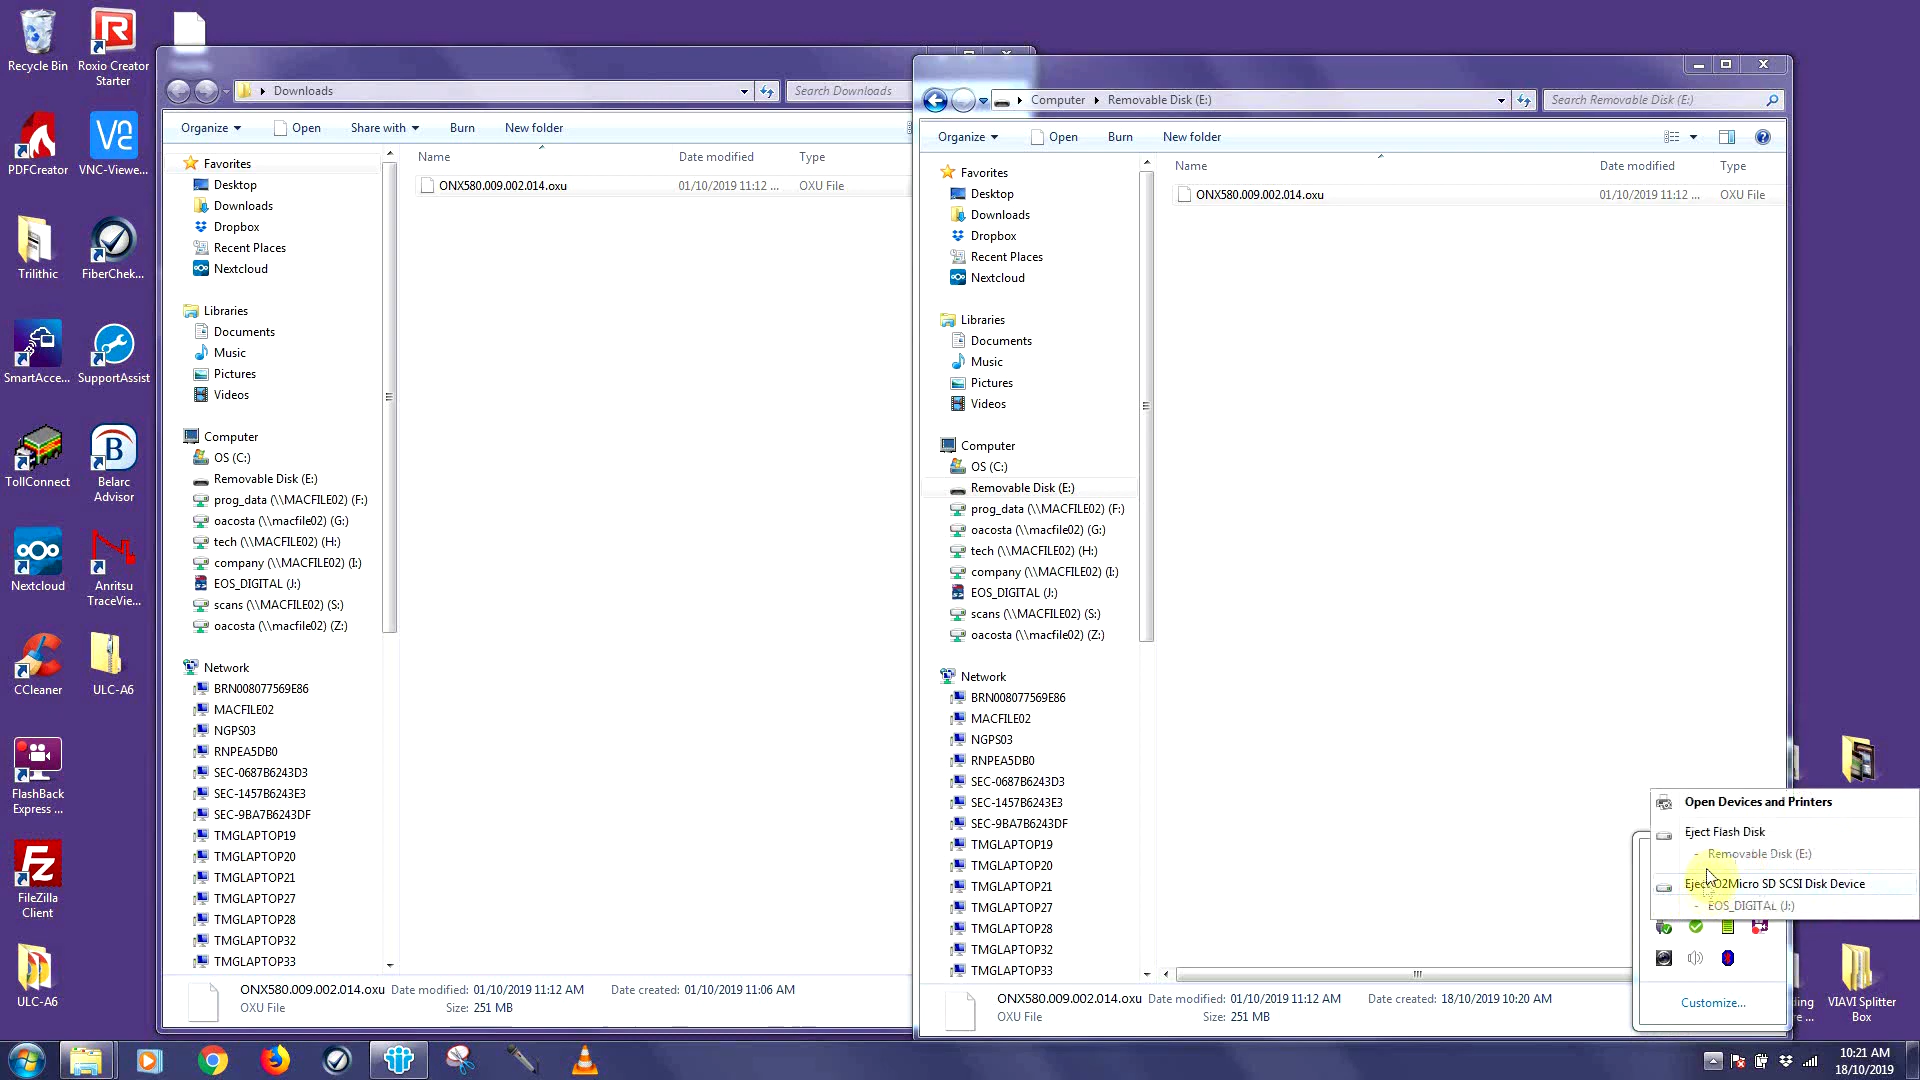 Recycle Bin
Roxio Creator
Starter
PDFCreator
VNC-Viewe...
Trilithic
FiberChek...
SmartAcce...
SupportAssist
TollConnect
Belarc
Advisor
Nextcloud
Anritsu
TraceVie...
CCleaner
ULC-A6
FlashBack
Express ...
FileZilla
Client
ULC-A6
Downloads
Search Downloads
Organize
Open
Share with
Burn
New folder
Name
Date modified
Type
ONX580.009.002.014.oxu
01/10/2019 11:12 ...
OXU File
Favorites
Desktop
Downloads
Dropbox
Recent Places
Nextcloud
Libraries
Documents
Music
Pictures
Videos
Computer
OS (C:)
Removable Disk (E:)
prog_data (\\MACFILE02) (F:)
oacosta (\\macfile02) (G:)
tech (\\MACFILE02) (H:)
company (\\MACFILE02) (I:)
EOS_DIGITAL (J:)
scans (\\MACFILE02) (S:)
oacosta (\\macfile02) (Z:)
Network
BRN008077569E86
MACFILE02
NGPS03
RNPEA5DB0
SEC-0687B6243D3
SEC-1457B6243E3
SEC-9BA7B6243DF
TMGLAPTOP19
TMGLAPTOP20
TMGLAPTOP21
TMGLAPTOP27
TMGLAPTOP28
TMGLAPTOP32
TMGLAPTOP33
ONX580.009.002.014.oxu Date modified: 01/10/2019 11:12 AM Date created: 01/10/2019 11:06 AM
OXU File Size: 251 MB
Computer Removable Disk (E:)
Search Removable Disk (E:)
Organize
Open
Burn
New folder
Name
Date modified
Type
ONX580.009.002.014.oxu
01/10/2019 11:12 ...
OXU File
Favorites
Desktop
Downloads
Dropbox
Recent Places
Nextcloud
Libraries
Documents
Music
Pictures
Videos
Computer
OS (C:)
Removable Disk (E:)
prog_data (\\MACFILE02) (F:)
oacosta (\\macfile02) (G:)
tech (\\MACFILE02) (H:)
company (\\MACFILE02) (I:)
EOS_DIGITAL (J:)
scans (\\MACFILE02) (S:)
oacosta (\\macfile02) (Z:)
Network
BRN008077569E86
MACFILE02
NGPS03
RNPEA5DB0
SEC-0687B6243D3
SEC-1457B6243E3
SEC-9BA7B6243DF
TMGLAPTOP19
TMGLAPTOP20
TMGLAPTOP21
TMGLAPTOP27
TMGLAPTOP28
TMGLAPTOP32
TMGLAPTOP33
ONX580.009.002.014.oxu Date modified: 01/10/2019 11:12 AM Date created: 18/10/2019 10:20 AM
OXU File Size: 251 MB
Open Devices and Printers
Eject Flash Disk
- Removable Disk (E:)
Eject O2Micro SD SCSI Disk Device
- EOS_DIGITAL (J:)
Customize...
VIAVI Splitter
Box
10:21 AM
18/10/2019